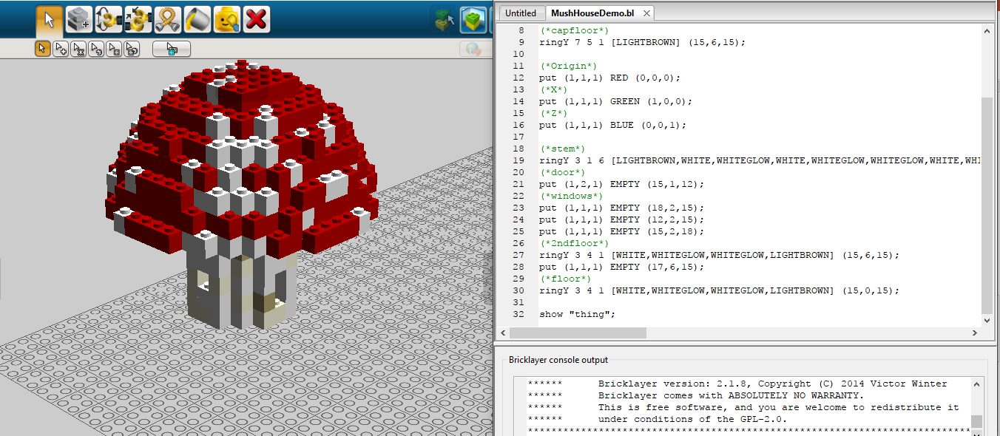 Untitled
MushHouseDemo.bl
8 (*capfloor*)
9 ringY 7 5 1 [LIGHTBROWN] (15,6,15);
10
11 (*Origin*)
12 put (1,1,1) RED (0,0,0);
13 (*X*)
14 put (1,1,1) GREEN (1,0,0);
15 (*Z*)
16 put (1,1,1) BLUE (0,0,1);
17
18 (*stem*)
19 ringY 3 1 6 [LIGHTBROWN,WHITE,WHITEGLOW,WHITE,WHITEGLOW,WHITEGLOW,WHITE,WHI
20 (*door*)
21 put (1,2,1) EMPTY (15,1,12);
22 (*windows*)
23 put (1,1,1) EMPTY (18,2,15);
24 put (1,1,1) EMPTY (12,2,15);
25 put (1,1,1) EMPTY (15,2,18);
26 (*2ndfloor*)
27 ringY 3 4 1 [WHITE,WHITEGLOW,WHITEGLOW,LIGHTBROWN] (15,6,15);
28 put (1,1,1) EMPTY (17,6,15);
29 (*floor*)
30 ringY 3 4 1 [WHITE,WHITEGLOW,WHITEGLOW,LIGHTBROWN] (15,0,15);
31
32 show "thing";
Bricklayer console output
****** Bricklayer version: 2.1.8, Copyright (C) 2014 Victor Winter
****** Bricklayer comes with ABSOLUTELY NO WARRANTY.
****** This is free software, and you are welcome to redistribute it
****** under conditions of the GPL-2.0.
****************************************************************************